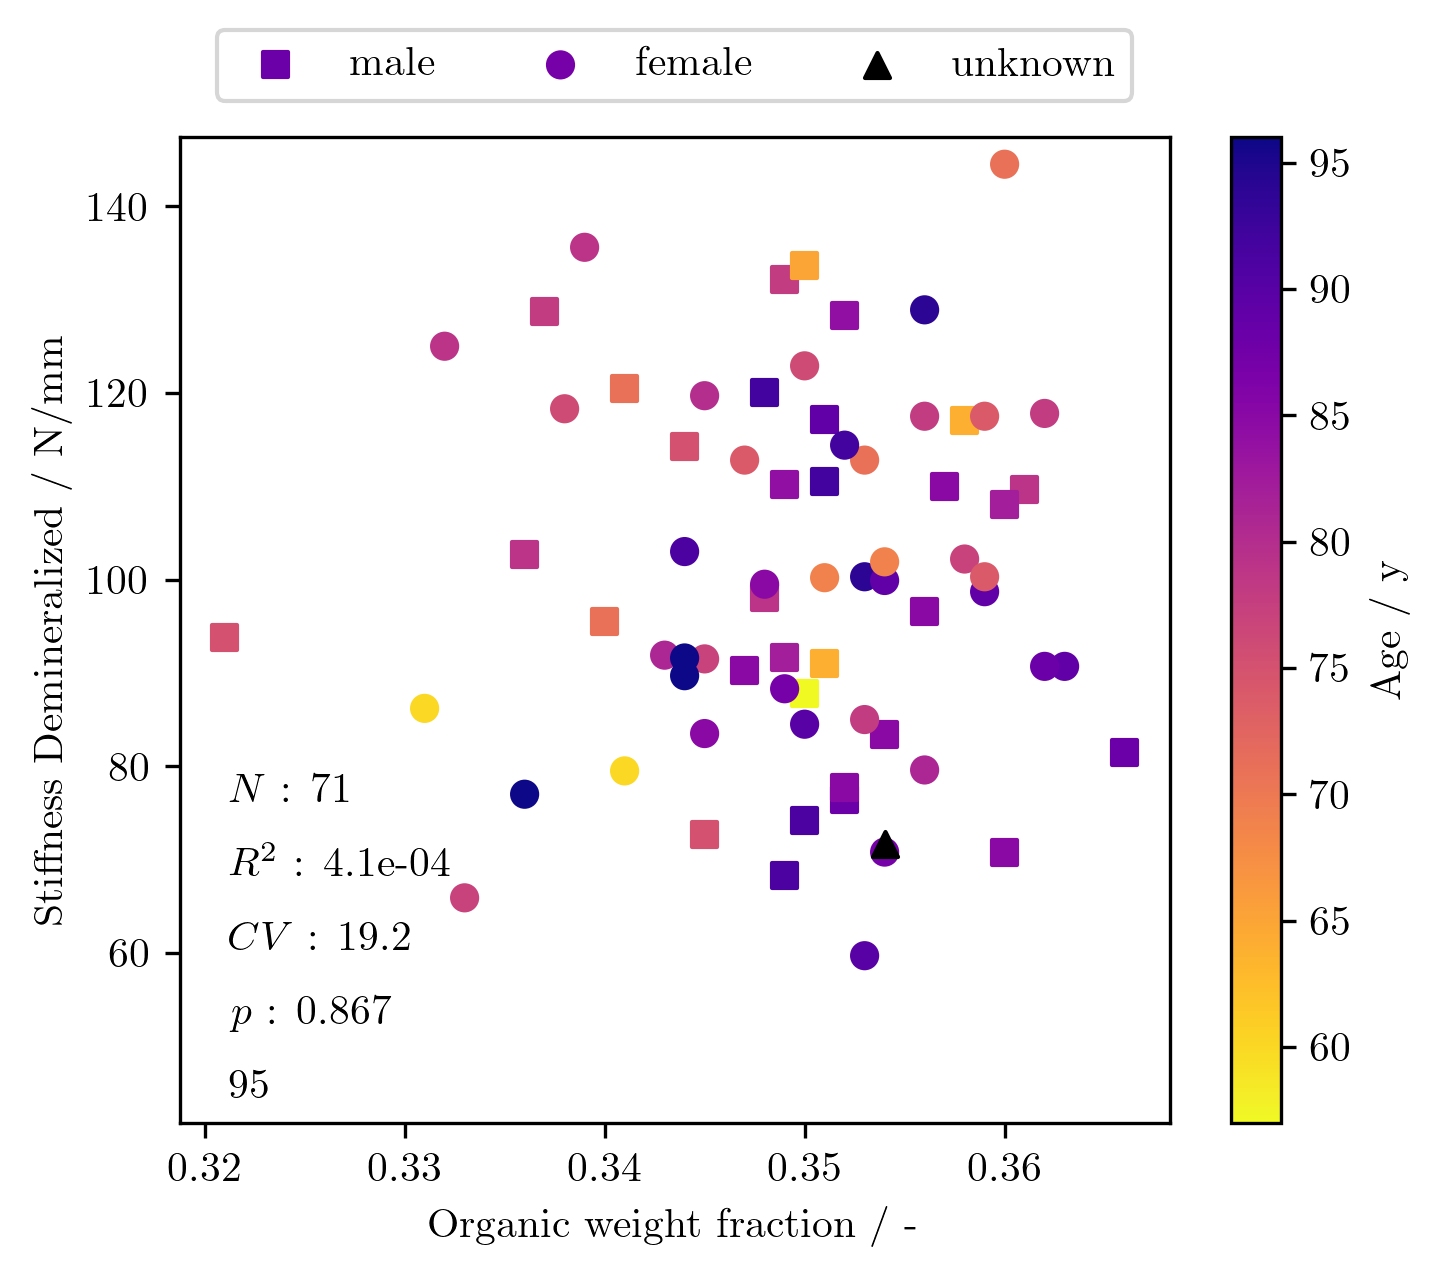 male female unknown
140
120
100
80
60
Stiffness Demineralized / N/mm
N : 71
R² : 4.1e-04
CV : 19.2
p : 0.867
95
0.32 0.33 0.34 0.35 0.36
Organic weight fraction / -
95
90
85
80
75
70
65
60
Age / y